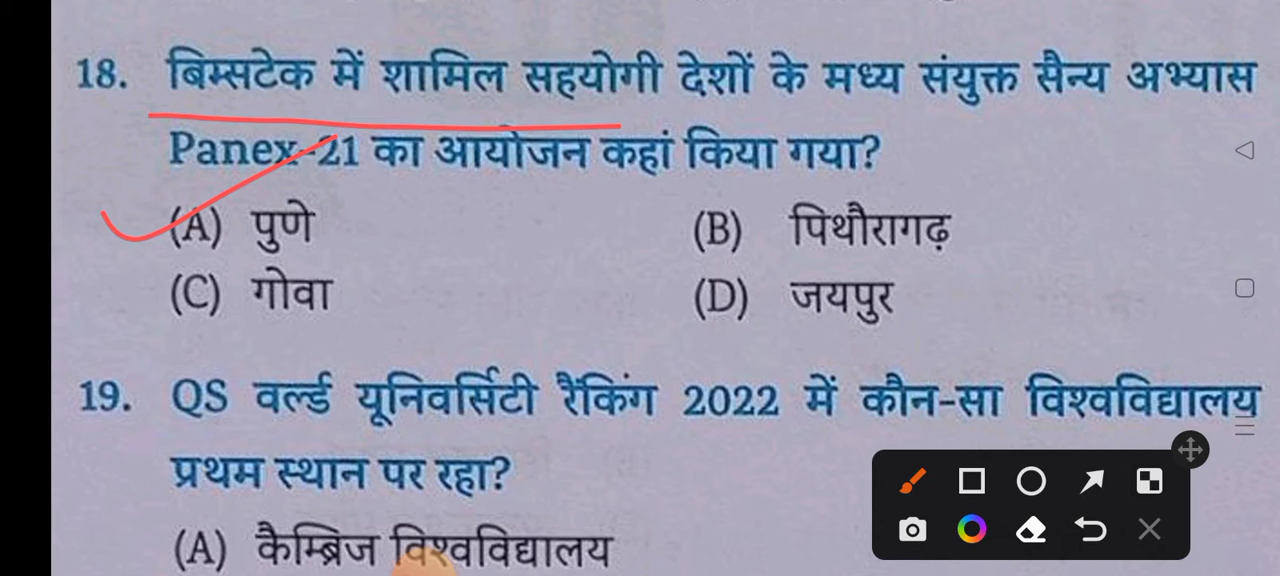 18. बिम्सटेक में शामिल सहयोगी देशों के मध्य संयुक्त सैन्य अभ्यास
Panex-21 का आयोजन कहां किया गया?
(A) पुणे (B) पिथौरागढ़
(C) गोवा (D) जयपुर
19. QS वर्ल्ड यूनिवर्सिटी रैंकिंग 2022 में कौन-सा विश्वविद्यालय
प्रथम स्थान पर रहा?
(A) कैम्ब्रिज विश्वविद्यालय